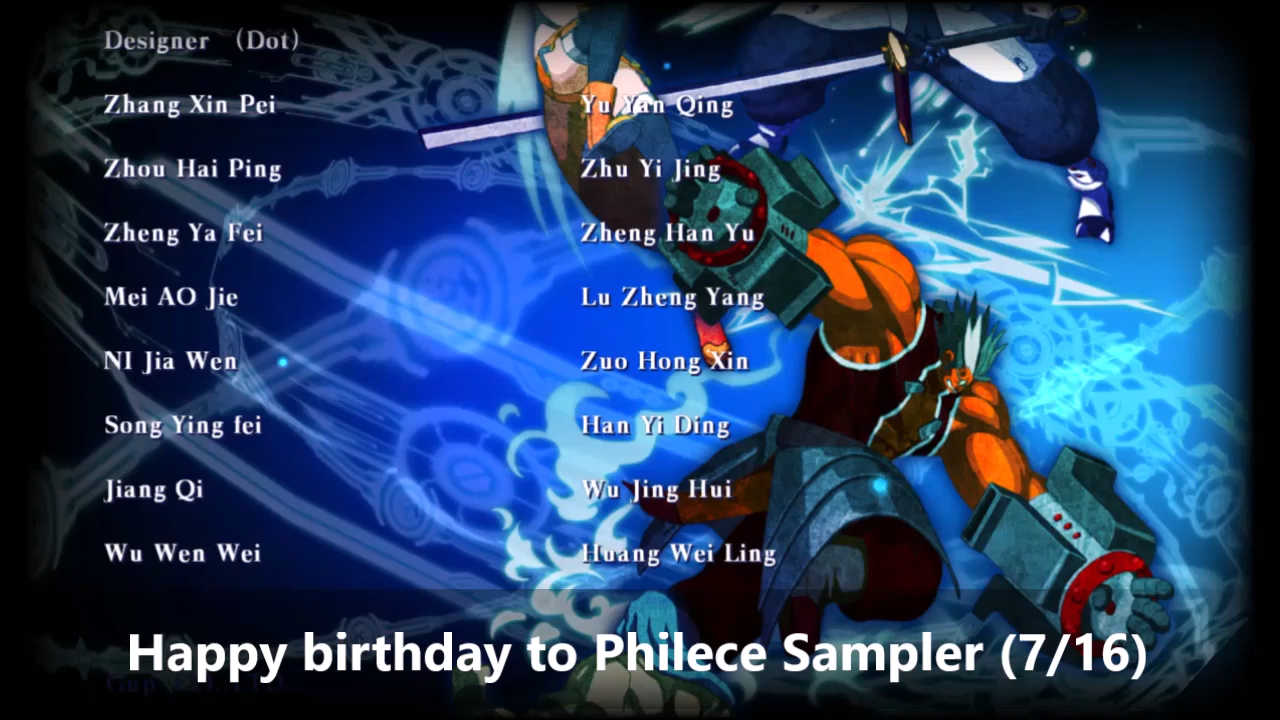 Designer (Dot)
Zhang Xin Pei Yu Yan Qing
Zhou Hai Ping Zhu Yi Jing
Zheng Ya Fei Zheng Han Yu
Mei AO Jie Lu Zheng Yang
NI Jia Wen Zuo Hong Xin
Song Ying fei Han Yi Ding
Jiang Qi Wu Jing Hui
Wu Wen Wei Huang Wei Ling
Happy birthday to Philece Sampler (7/16)